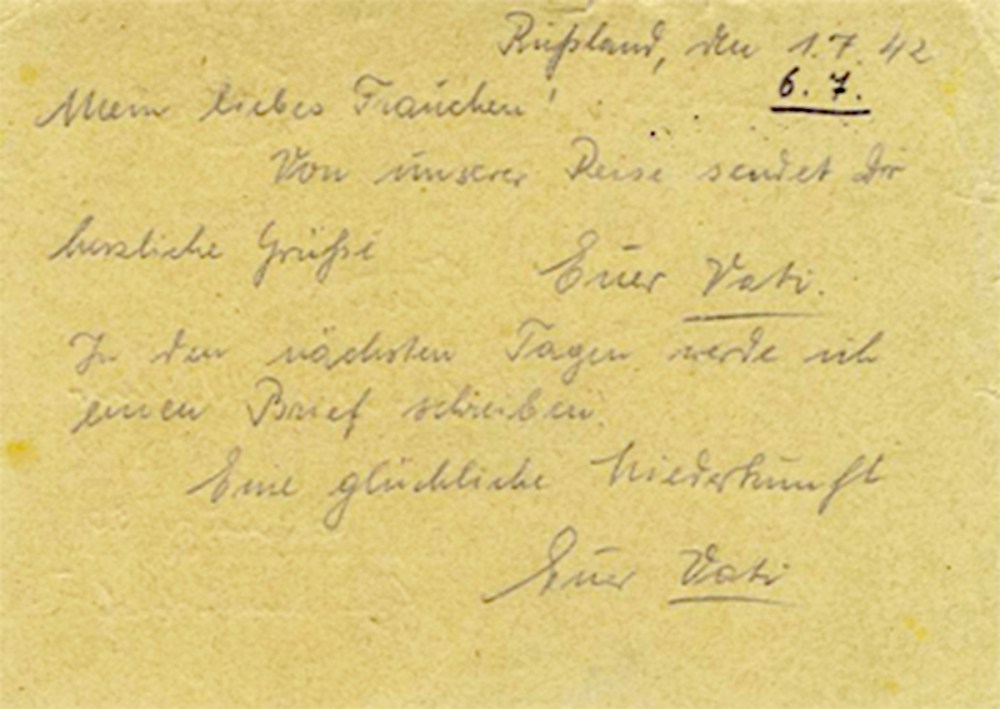 Rußland, den 1.7.42
6.7.
Mein liebes Frauchen!
Von unserer Reise sendet Dir
herzliche Grüße
Euer Vati.
In den nächsten Tagen werde ich
einen Brief schreiben.
Eine glückliche Niederkunft
Euer Vati